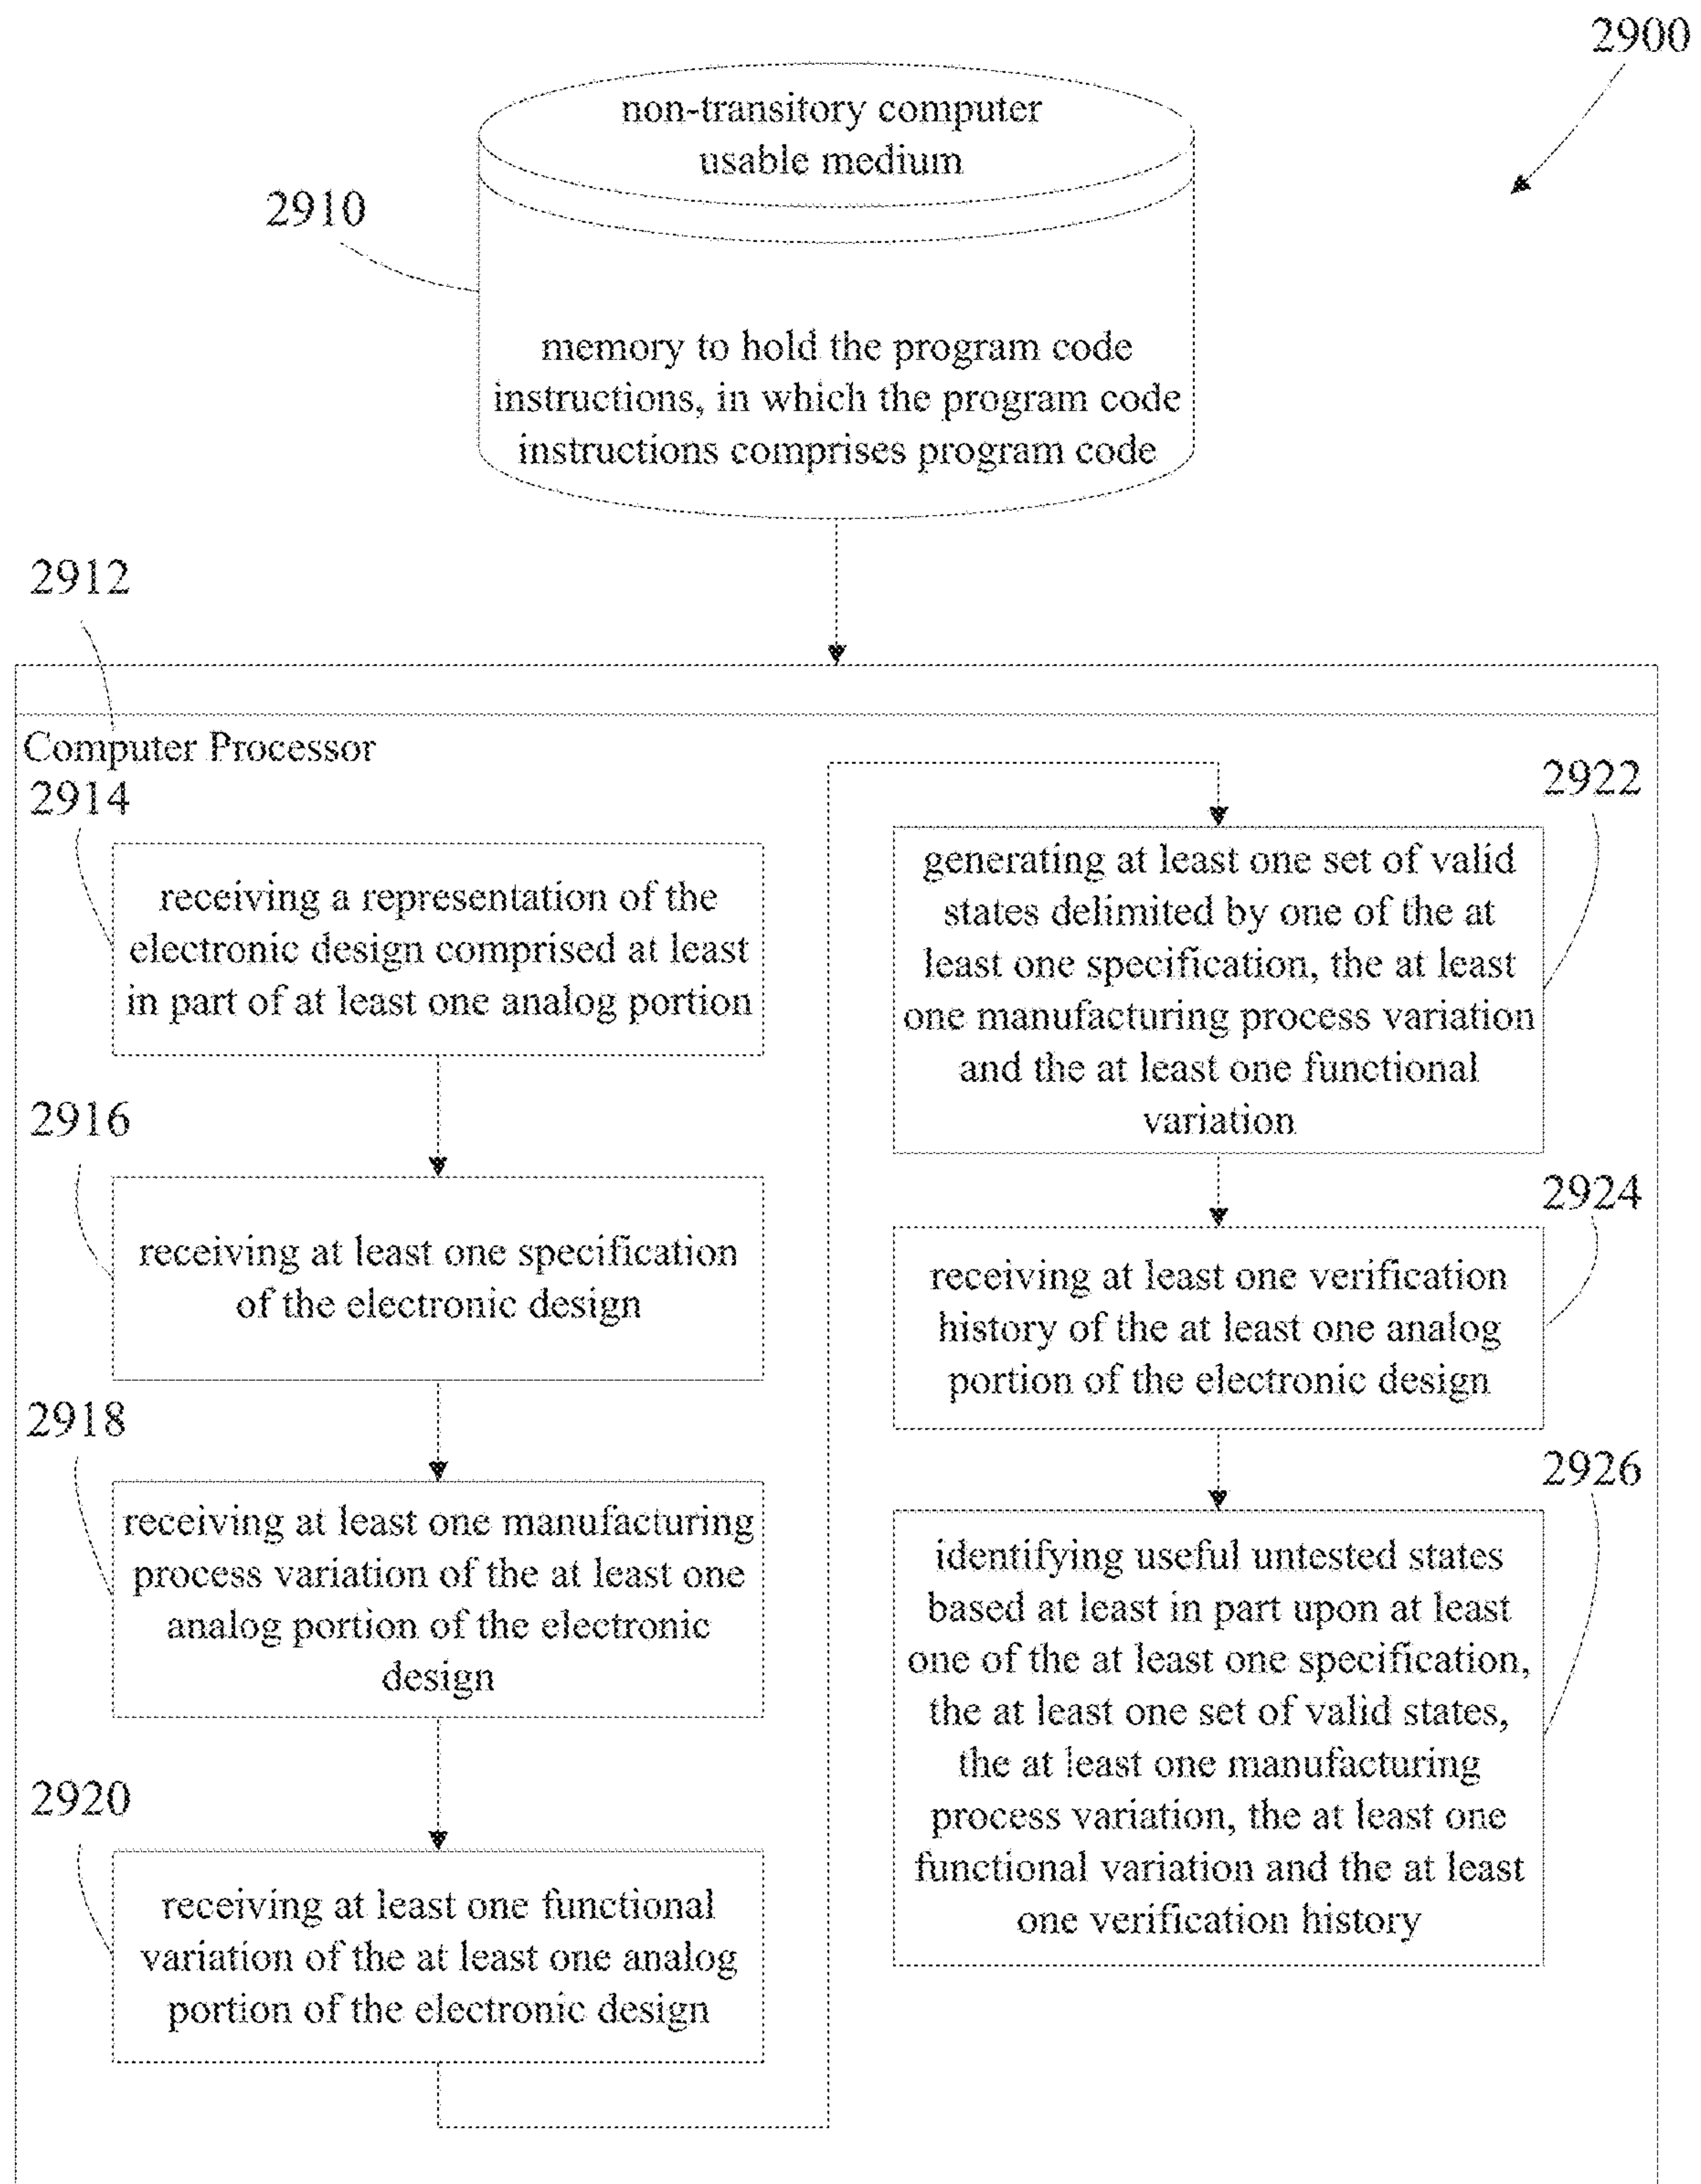 2900
non-transitory computer
usable medium
2910
memory to hold the program code
instructions, in which the program code
instructions comprises program code
2912
Computer Processor
2914
receiving a representation of the
electronic design comprised at least
in part of at least one analog portion
2916
receiving at least one specification
of the electronic design
2918
receiving at least one manufacturing
process variation of the at least one
analog portion of the electronic
design
2920
receiving at least one functional
variation of the at least one analog
portion of the electronic design
2922
generating at least one set of valid
states delimited by one of the at
least one specification, the at least
one manufacturing process variation
and the at least one functional
variation
2924
receiving at least one verification
history of the at least one analog
portion of the electronic design
2926
identifying useful untested states
based at least in part upon at least
one of the at least one specification,
the at least one set of valid states,
the at least one manufacturing
process variation, the at least one
functional variation and the at least
one verification history